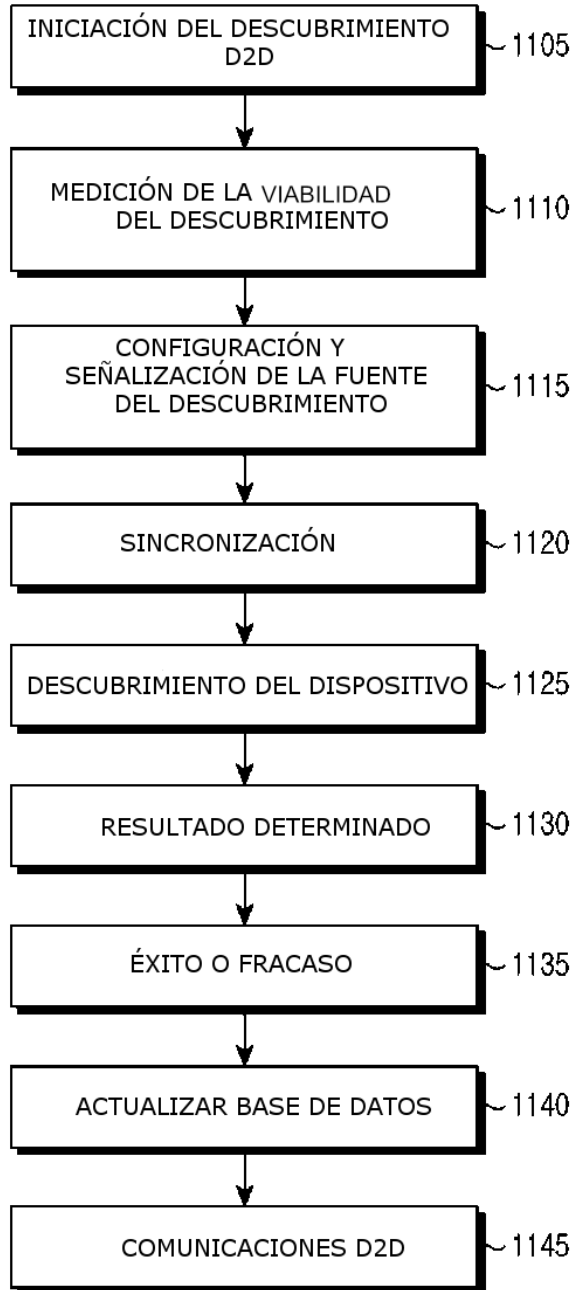 INICIACIÓN DEL DESCUBRIMIENTO
D2D
1105
MEDICIÓN DE LA VIABILIDAD
DEL DESCUBRIMIENTO
1110
CONFIGURACIÓN Y
SEÑALIZACIÓN DE LA FUENTE
DEL DESCUBRIMIENTO
1115
SINCRONIZACIÓN
1120
DESCUBRIMIENTO DEL DISPOSITIVO
1125
RESULTADO DETERMINADO
1130
ÉXITO O FRACASO
1135
ACTUALIZAR BASE DE DATOS
1140
COMUNICACIONES D2D
1145